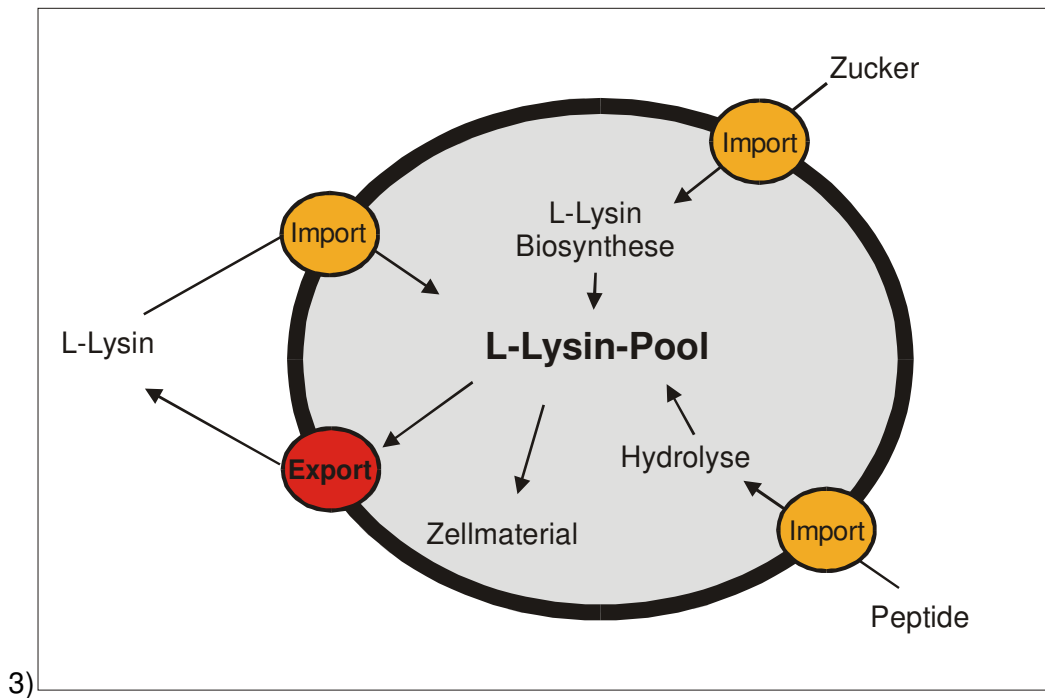 Zucker
Import
L-Lysin
Biosynthese
Import
L-Lysin
L-Lysin-Pool
Hydrolyse
Export
Zellmaterial
Import
Peptide
3)